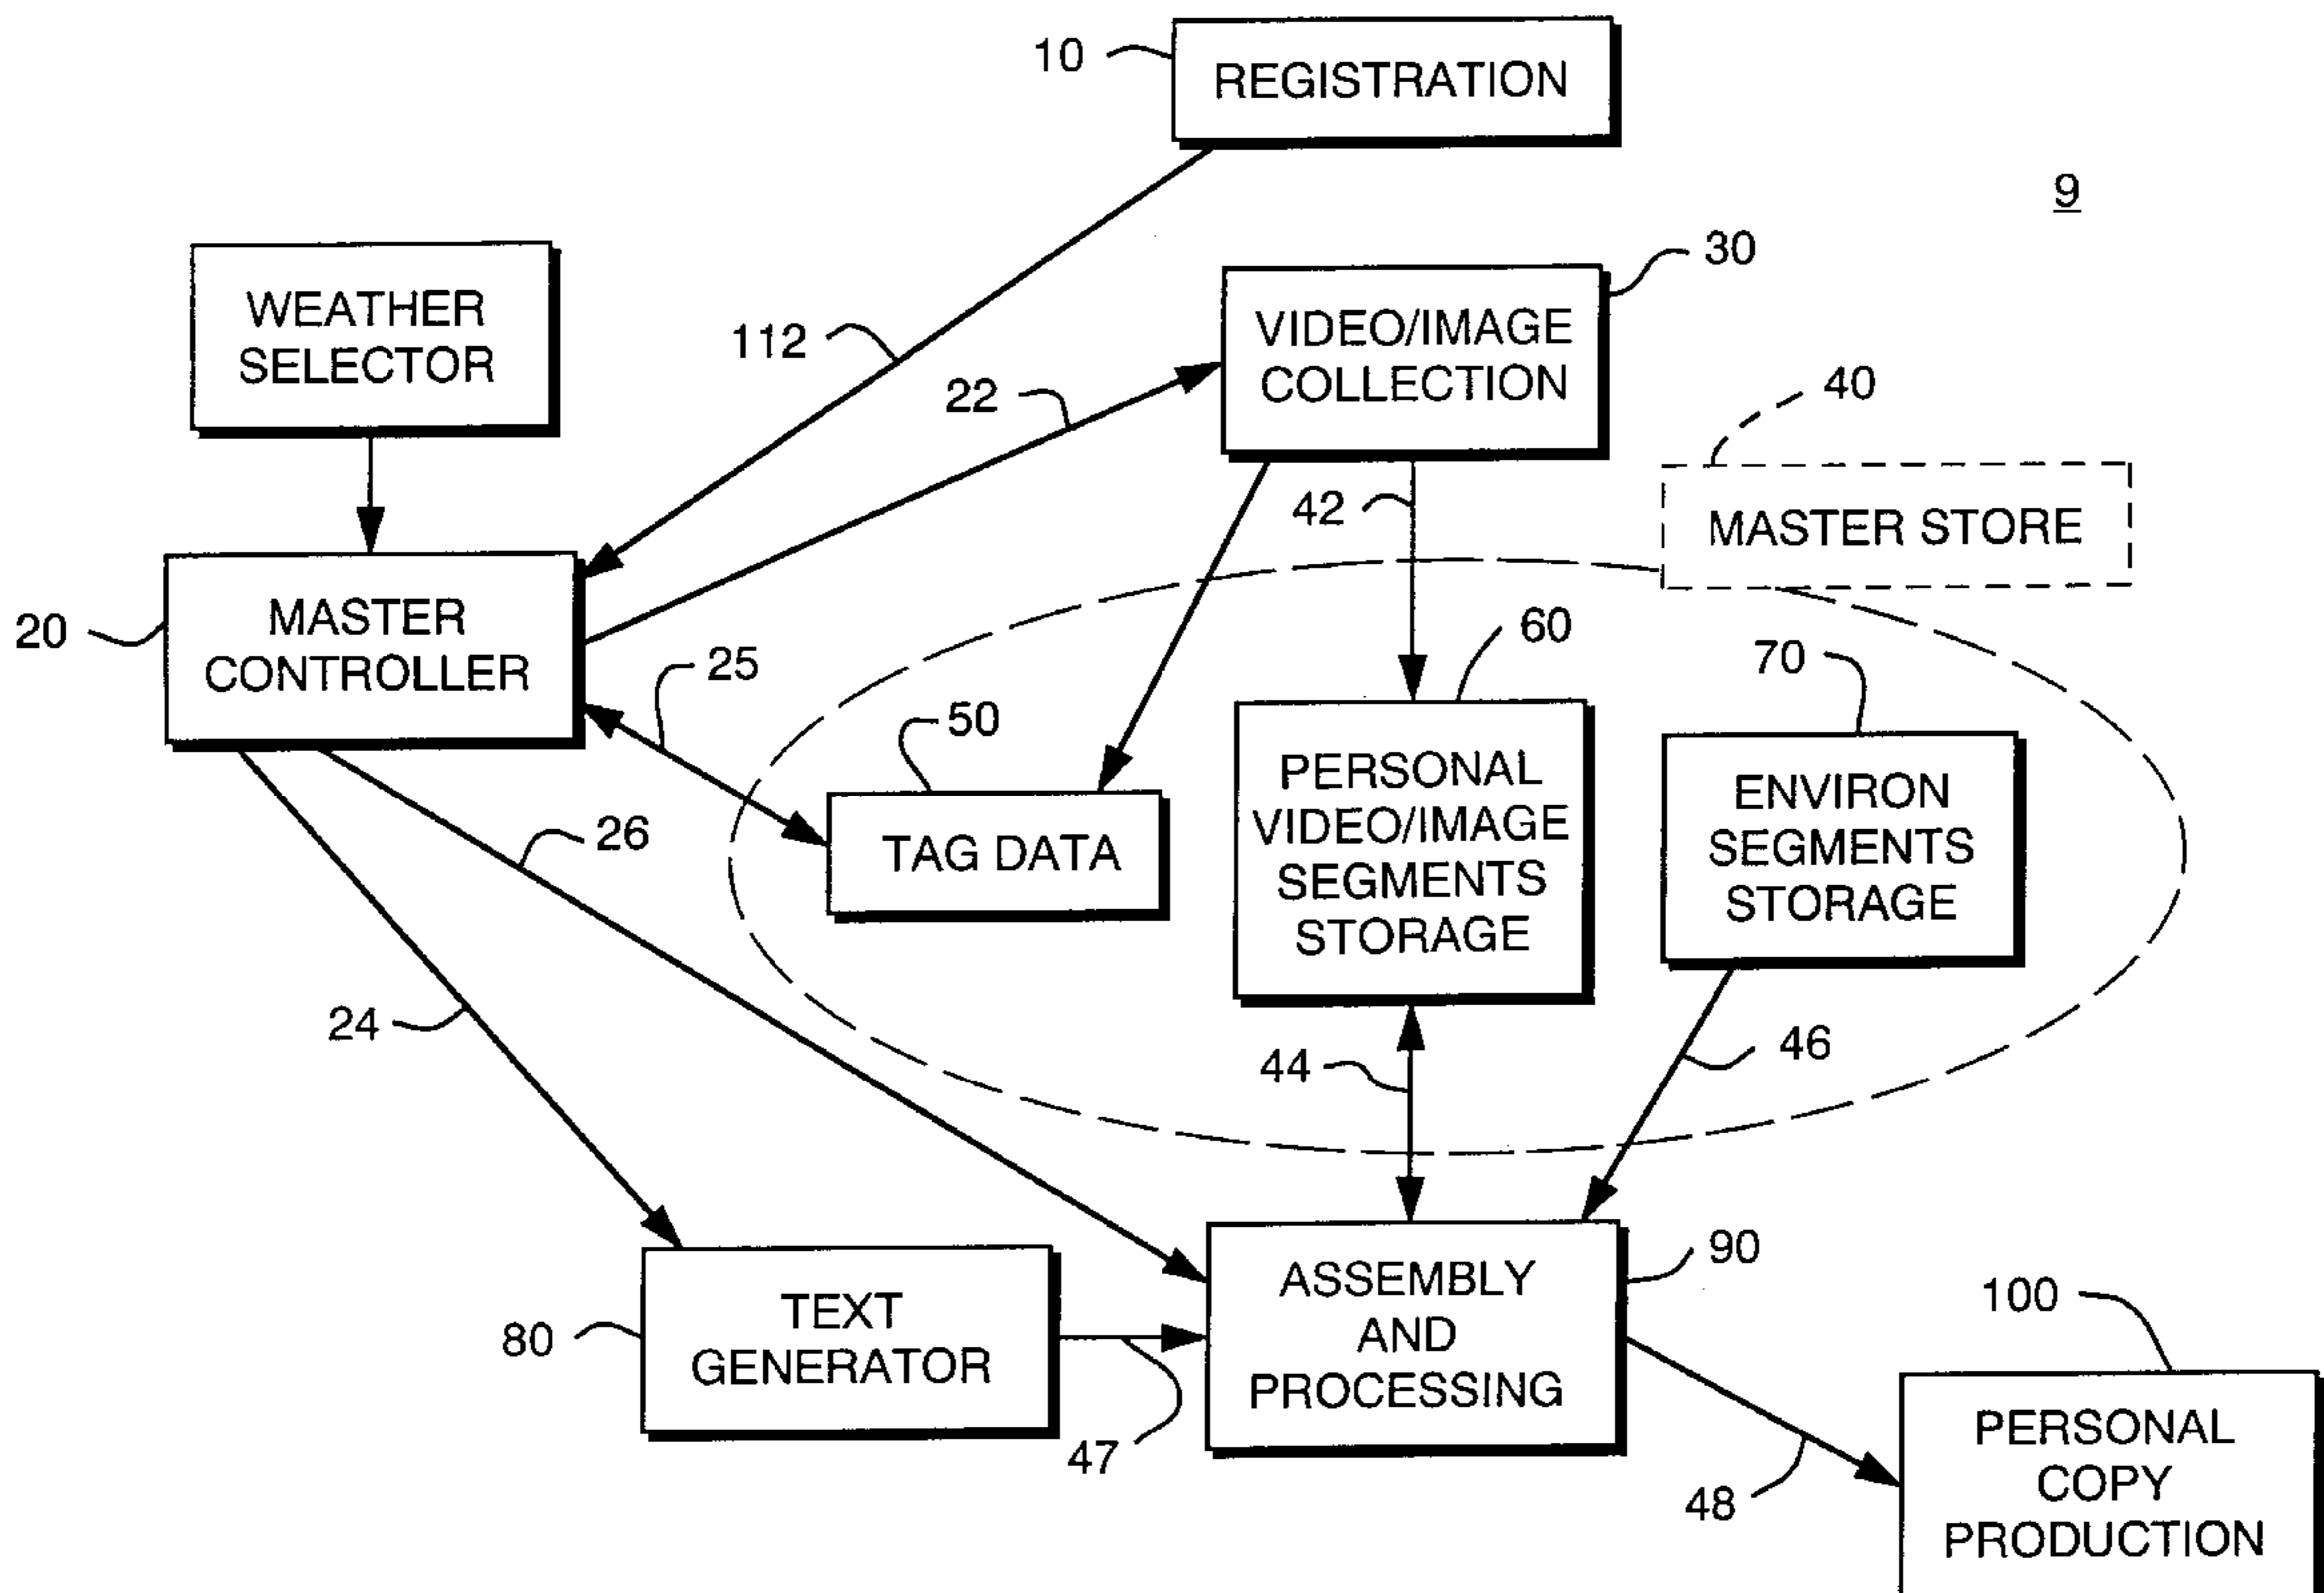 10
REGISTRATION
9
WEATHER
SELECTOR
30
VIDEO/IMAGE
COLLECTION
112
22
40
MASTER STORE
42
20
MASTER
CONTROLLER
25
50
60
70
TAG DATA
PERSONAL
VIDEO/IMAGE
SEGMENTS
STORAGE
ENVIRON
SEGMENTS
STORAGE
26
24
44
46
80
TEXT
GENERATOR
47
ASSEMBLY
AND
PROCESSING
90
48
100
PERSONAL
COPY
PRODUCTION